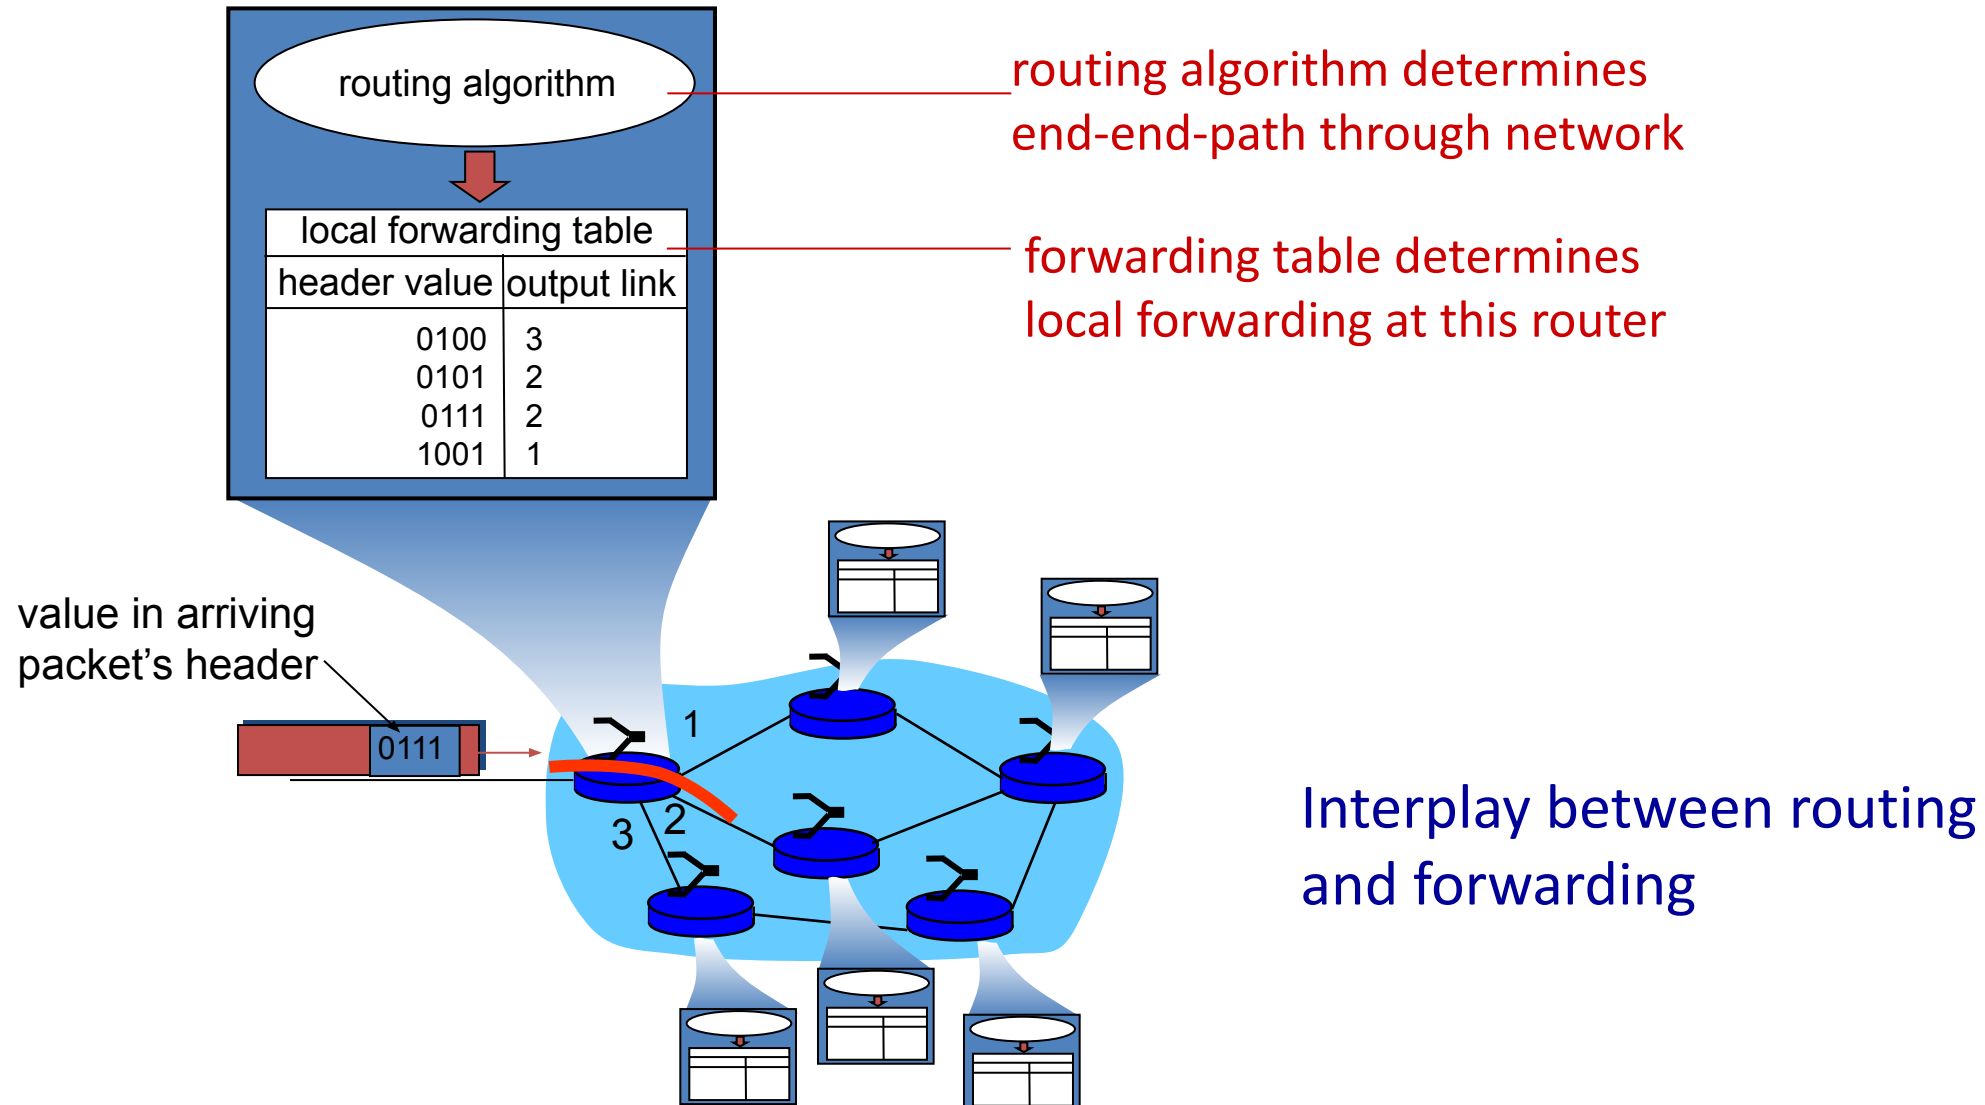 routing algorithm
routing algorithm determines
end-end-path through network
local forwarding table
header value output link
0100 3
0101 2
0111 2
1001 1
forwarding table determines
local forwarding at this router
value in arriving
packet’s header
0111
1
2
3
Interplay between routing
and forwarding